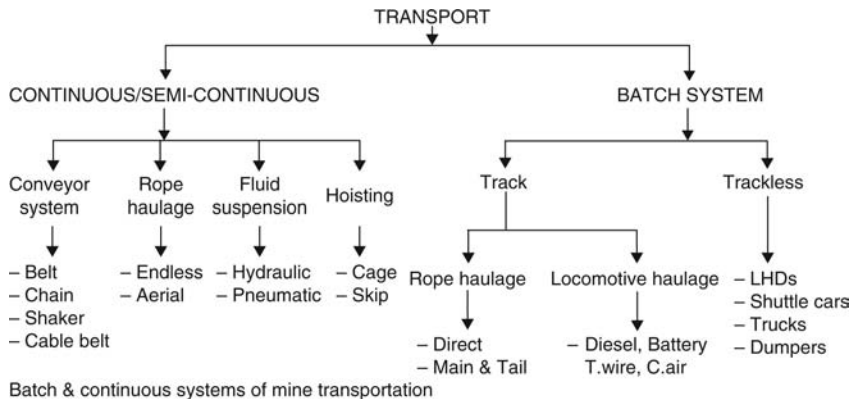 TRANSPORT
CONTINUOUS/SEMI-CONTINUOUS
BATCH SYSTEM
Conveyor
system
Rope
haulage
Fluid
suspension
Hoisting
Track
Trackless
– Belt
– Chain
– Shaker
– Cable belt
– Endless
– Aerial
– Hydraulic
– Pneumatic
– Cage
– Skip
Rope haulage
Locomotive haulage
– LHDs
– Shuttle cars
– Trucks
– Dumpers
– Direct
– Main & Tail
– Diesel, Battery
T.wire, C.air
Batch & continuous systems of mine transportation